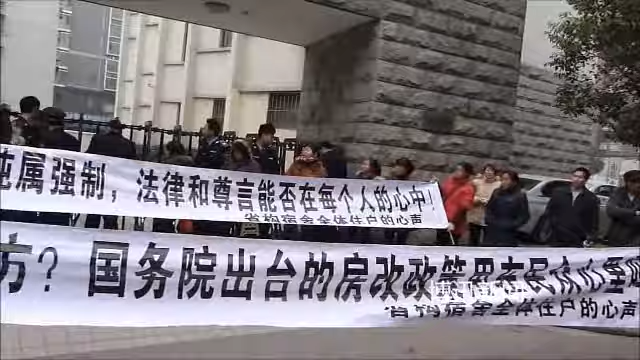 属强制，法律和尊言能否在每个人的心中！
省构宿舍全体住户的心声
方？国务院出台的房改政策
省构宿舍全体住户的心声